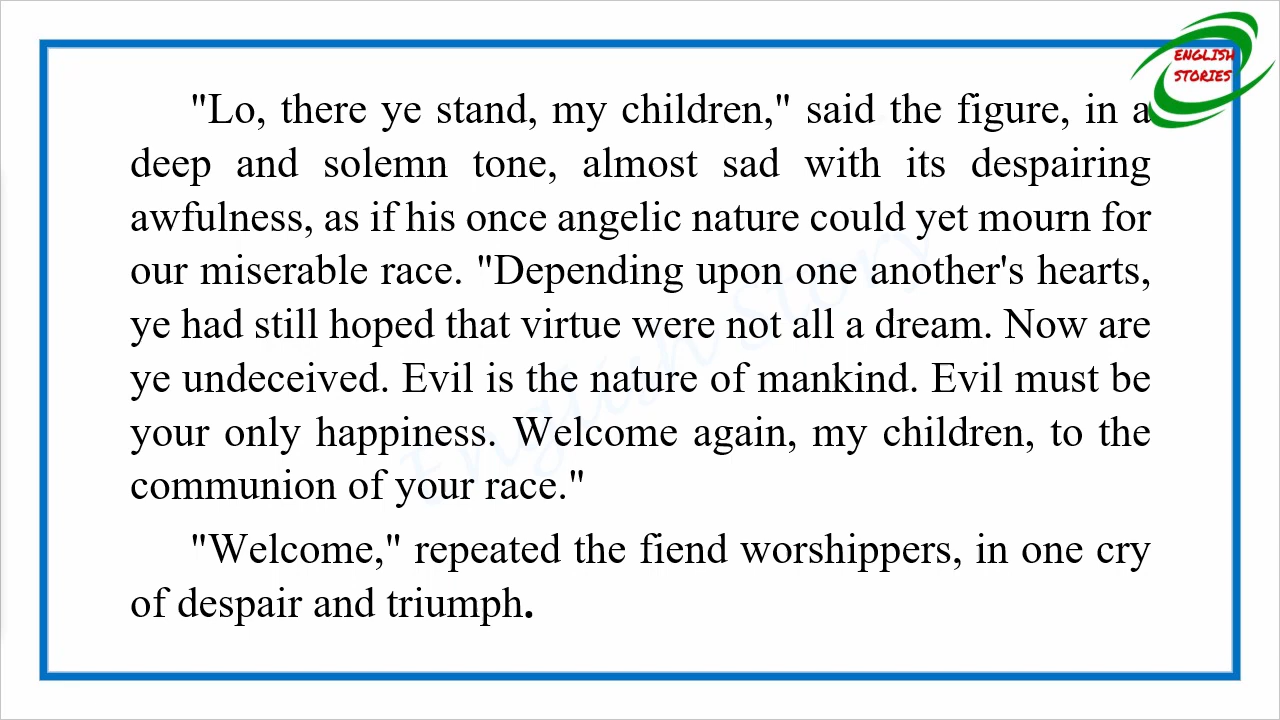 ENGLISH
STORIES
"Lo, there ye stand, my children," said the figure, in a
deep and solemn tone, almost sad with its despairing
awfulness, as if his once angelic nature could yet mourn for
our miserable race. "Depending upon one another's hearts,
ye had still hoped that virtue were not all a dream. Now are
ye undeceived. Evil is the nature of mankind. Evil must be
your only happiness. Welcome again, my children, to the
communion of your race."
"Welcome," repeated the fiend worshippers, in one cry
of despair and triumph.
English Story